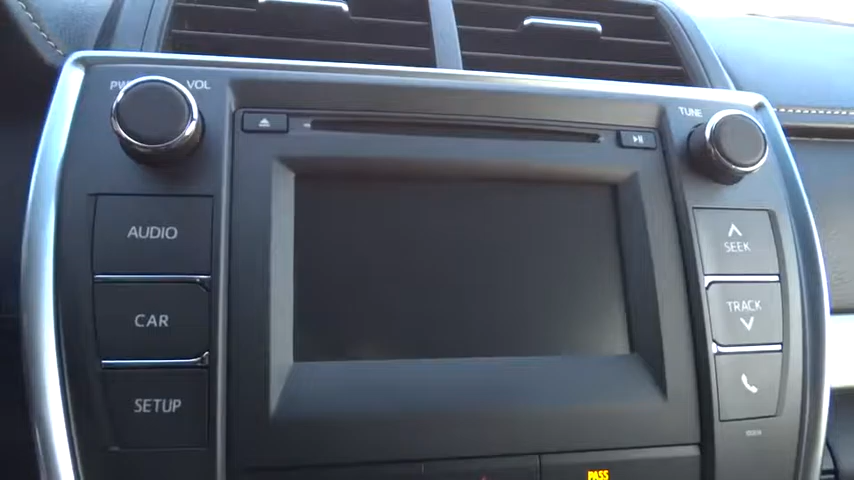 PWR VOL
TUNE
AUDIO
SEEK
CAR
TRACK
SETUP
PASS